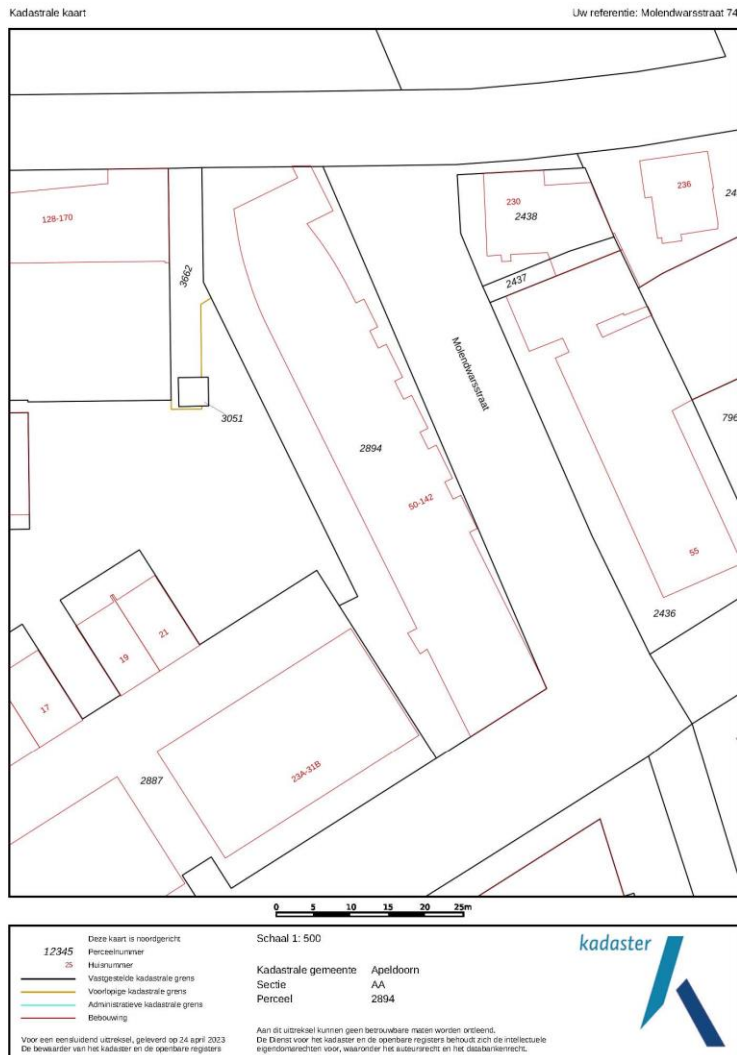 Kadastrale kaart
Uw referentie: Molendwarsstraat 74
128-170
3662
230
2438
236
24
2437
Molendwarsstraat
3051
2894
50-142
796
55
2436
21
19
17
23A-31B
2887
0 5 10 15 20 25m
Deze kaart is noordgericht
12345 Perceelnummer
25 Huisnummer
Vastgestelde kadastrale grens
Voorlopige kadastrale grens
Administratieve kadastrale grens
Bebouwing
Voor een eensluidend uittreksel, geleverd op 24 april 2023
De bewaarder van het kadaster en de openbare registers
Schaal 1: 500
Kadastrale gemeente Apeldoorn
Sectie AA
Perceel 2894
Aan dit uittreksel kunnen geen betrouwbare maten worden ontleend.
De Dienst voor het kadaster en de openbare registers behoudt zich de intellectuele
eigendomsrechten voor, waaronder het auteursrecht en het databankenrecht.
kadaster